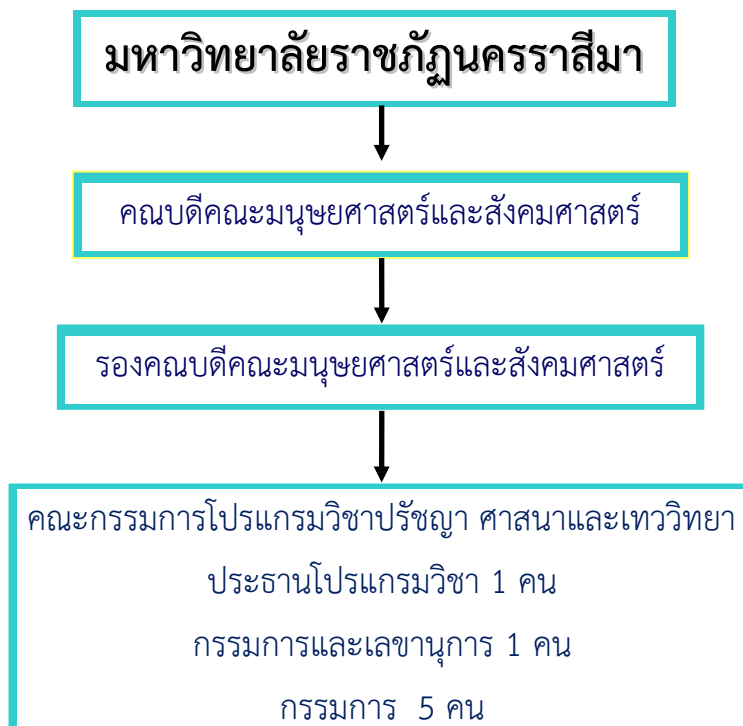 มหาวิทยาลัยราชภัฏนครราสีมา
คณบดีคณะมนุษยศาสตร์และสังคมศาสตร์
รองคณบดีคณะมนุษยศาสตร์และสังคมศาสตร์
คณะกรรมการโปรแกรมวิชาปรัชญา ศาสนาและเทววิทยา
ประธานโปรแกรมวิชา 1 คน
กรรมการและเลขานุการ 1 คน
กรรมการ 5 คน